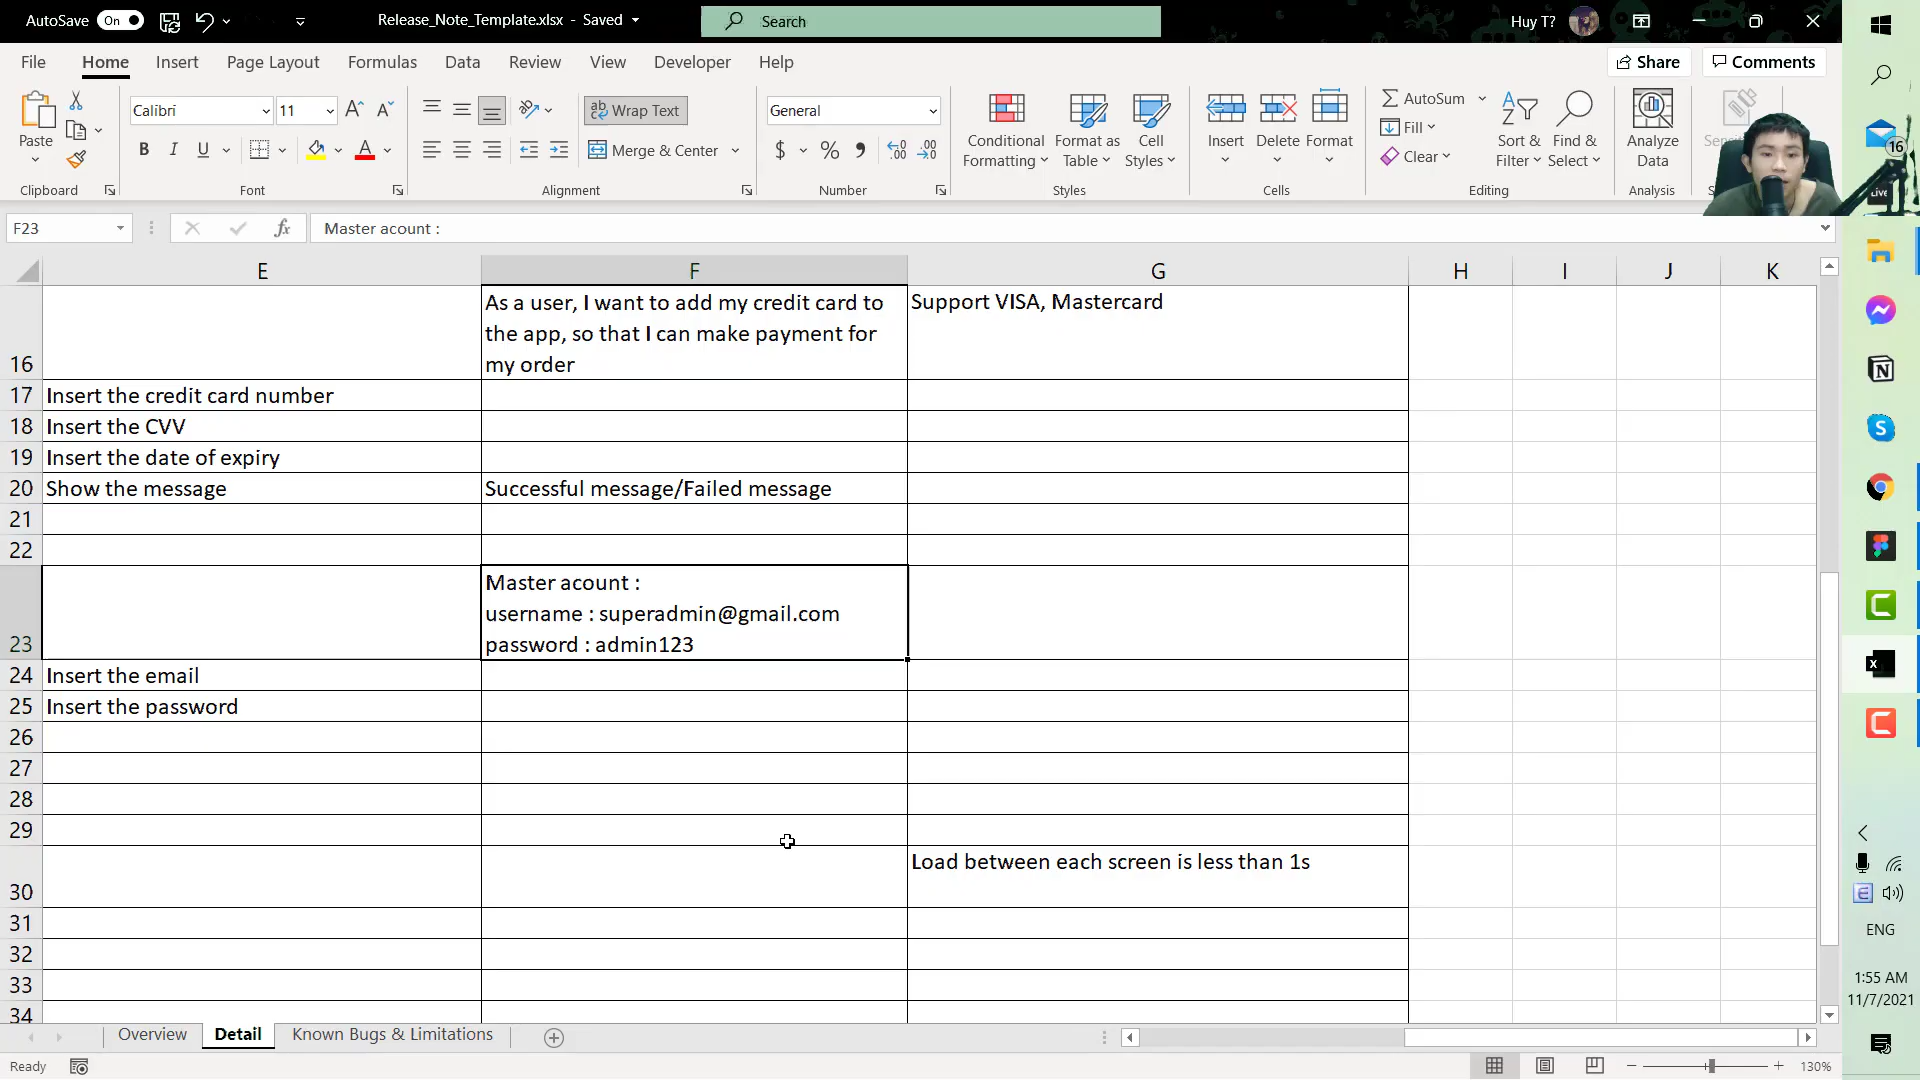 AutoSave On Release_Note_Template.xlsx - Saved Search Huy T?
File Home Insert Page Layout Formulas Data Review View Developer Help Share Comments
Calibri 11 Wrap Text General AutoSum
Paste Merge & Center $ % Conditional Formatting Format as Table Cell Styles Insert Delete Format Fill Clear Sort & Filter Find & Select Analyze Data
Clipboard Font Alignment Number Styles Cells Editing Analysis
F23 fx Master acount :
E F G H I J K
16 As a user, I want to add my credit card to Support VISA, Mastercard
the app, so that I can make payment for
my order
17 Insert the credit card number
18 Insert the CVV
19 Insert the date of expiry
20 Show the message Successful message/Failed message
21
22
23 Master acount :
username : superadmin@gmail.com
password : admin123
24 Insert the email
25 Insert the password
26
27
28
29
30 Load between each screen is less than 1s
31
32
33
34
Overview Detail Known Bugs & Limitations
Ready 130%
16
Live
ENG
1:55 AM
11/7/2021